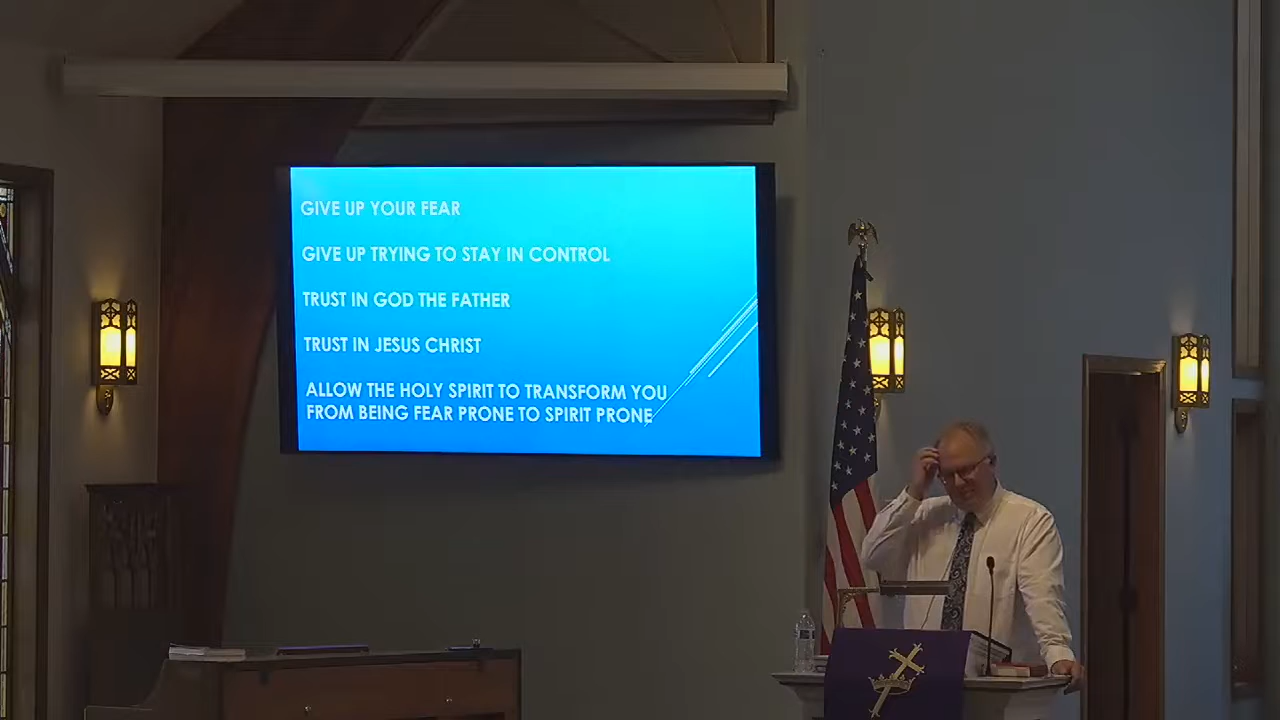 GIVE UP YOUR FEAR
GIVE UP TRYING TO STAY IN CONTROL
TRUST IN GOD THE FATHER
TRUST IN JESUS CHRIST
ALLOW THE HOLY SPIRIT TO TRANSFORM YOU
FROM BEING FEAR PRONE TO SPIRIT PRONE